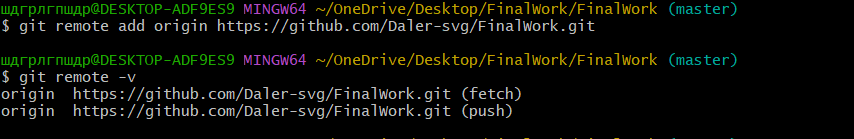 шдгрлгпшдр@DESKTOP-ADF9ES9 MINGW64 ~/OneDrive/Desktop/FinalWork/FinalWork (master)
$ git remote add origin https://github.com/Daler-svg/FinalWork.git
шдгрлгпшдр@DESKTOP-ADF9ES9 MINGW64 ~/OneDrive/Desktop/FinalWork/FinalWork (master)
$ git remote -v
origin  https://github.com/Daler-svg/FinalWork.git (fetch)
origin  https://github.com/Daler-svg/FinalWork.git (push)